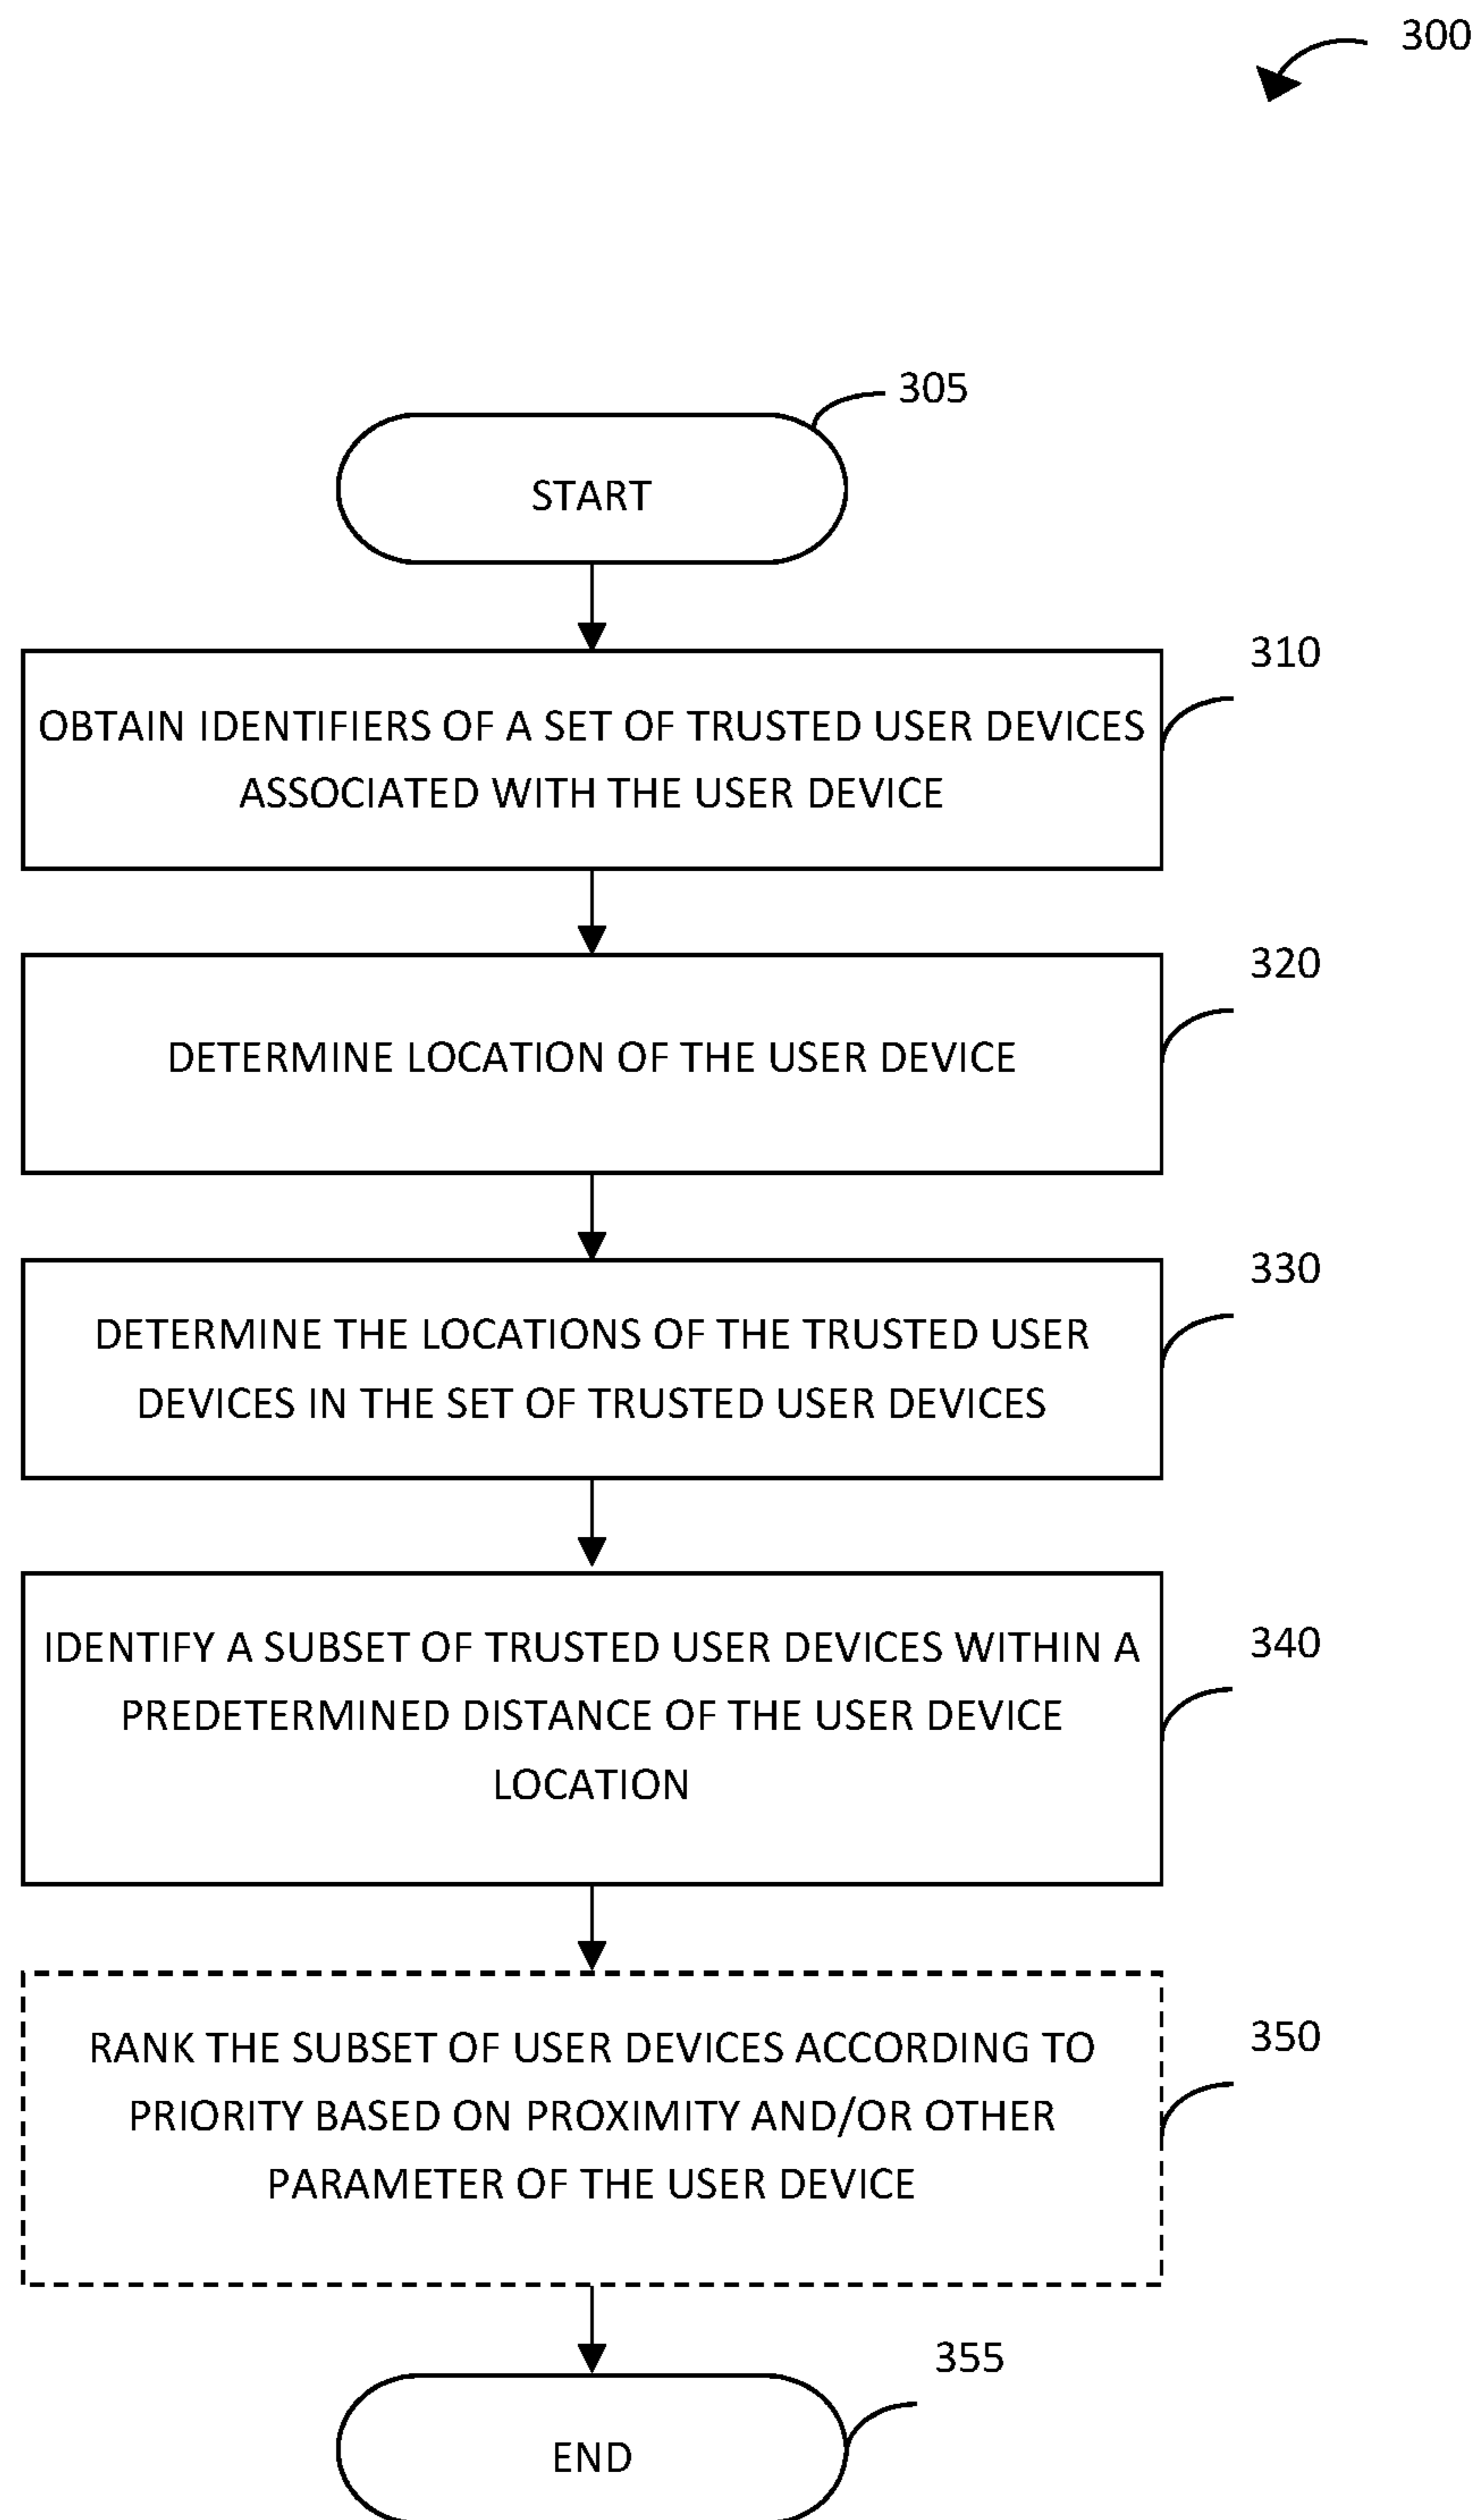 300
305
START
310
OBTAIN IDENTIFIERS OF A SET OF TRUSTED USER DEVICES
ASSOCIATED WITH THE USER DEVICE
320
DETERMINE LOCATION OF THE USER DEVICE
330
DETERMINE THE LOCATIONS OF THE TRUSTED USER
DEVICES IN THE SET OF TRUSTED USER DEVICES
340
IDENTIFY A SUBSET OF TRUSTED USER DEVICES WITHIN A
PREDETERMINED DISTANCE OF THE USER DEVICE
LOCATION
350
RANK THE SUBSET OF USER DEVICES ACCORDING TO
PRIORITY BASED ON PROXIMITY AND/OR OTHER
PARAMETER OF THE USER DEVICE
355
END